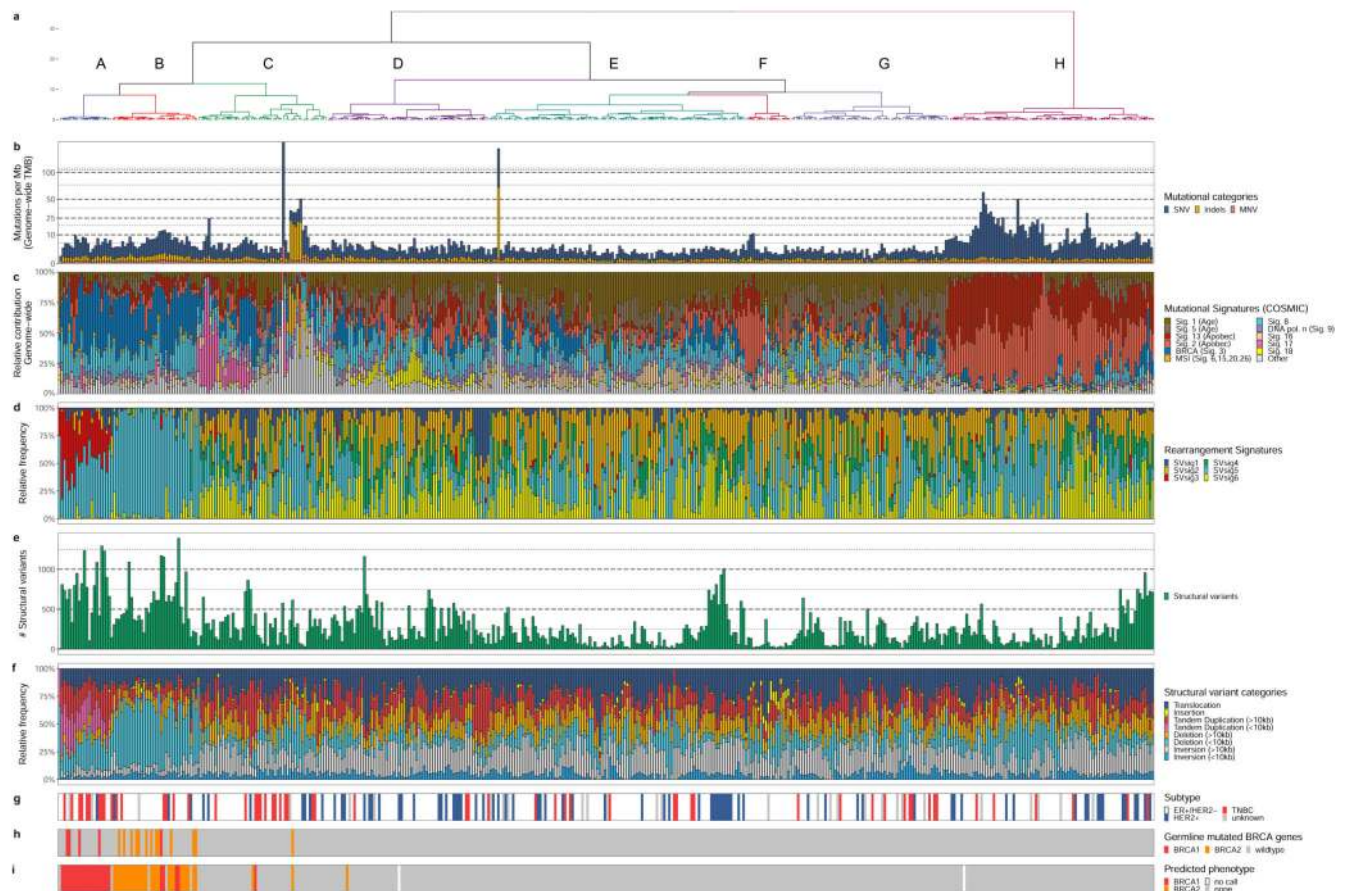 a
A B C D E F G H
b
Mutations per Mb
(Genome-wide TMB)
100
50
25
10
0
Mutational categories
SNV Indels MNV
c
Relative contribution
Genome-wide
100%
75%
50%
25%
0%
Mutational Signatures (COSMIC)
Sig. 1 (Age) Sig. 8
Sig. 5 (Age) DNA pol. n (Sig. 9)
Sig. 13 (Apobec) Sig. 16
Sig. 2 (Apobec) Sig. 17
BRCA (Sig. 3) Sig. 18
MSI (Sig. 6,15,20,26) Other
d
Relative frequency
100%
75%
50%
25%
0%
Rearrangement Signatures
SVsig1 SVsig4
SVsig2 SVsig5
SVsig3 SVsig6
e
# Structural variants
1000
500
0
Structural variants
f
Relative frequency
100%
75%
50%
25%
0%
Structural variant categories
Translocation
Insertion
Tandem Duplication (>10kb)
Tandem Duplication (<10kb)
Deletion (>10kb)
Deletion (<10kb)
Inversion (>10kb)
Inversion (<10kb)
g
Subtype
ER+/HER2- TNBC
HER2+ unknown
h
Germline mutated BRCA genes
BRCA1 BRCA2 wildtype
i
Predicted phenotype
BRCA1 no call
BRCA2 none